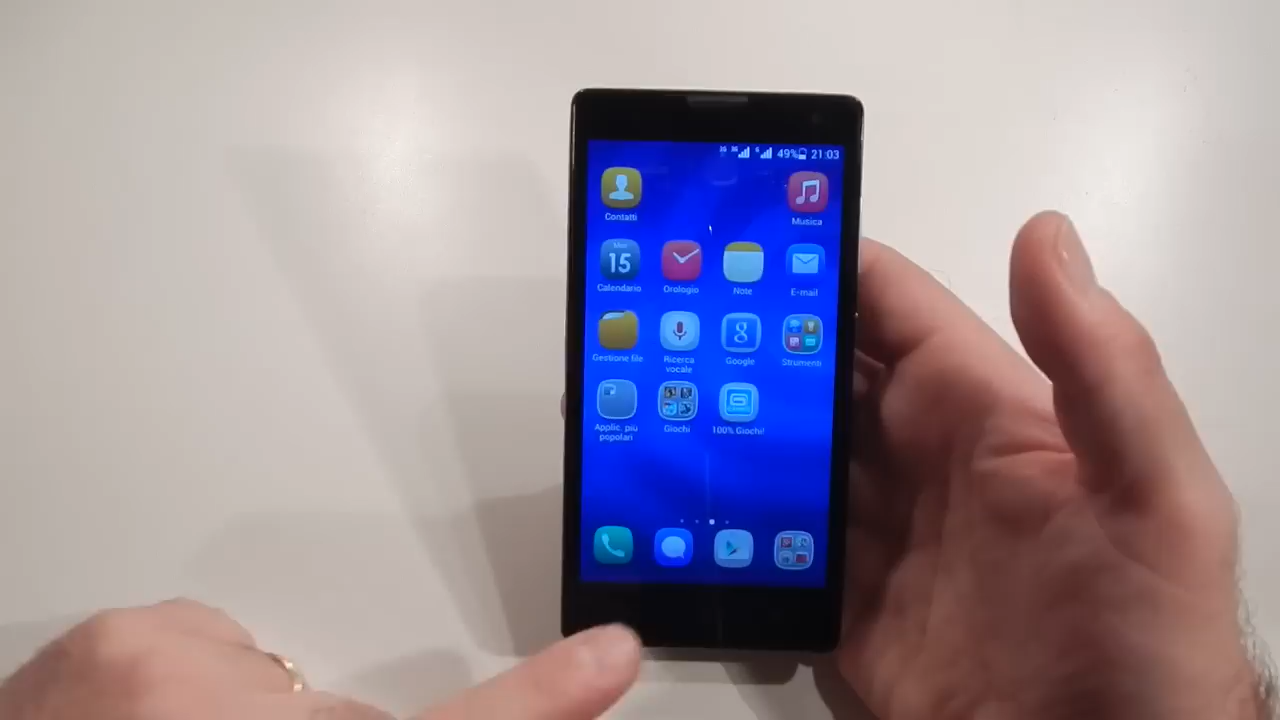 49% 21:03
Contatti
Musica
15
Calendario
Orologio
Note
E-mail
Gestione file
Ricerca
vocale
Google
Strumenti
Applic. più
popolari
Giochi
100% Giochi!